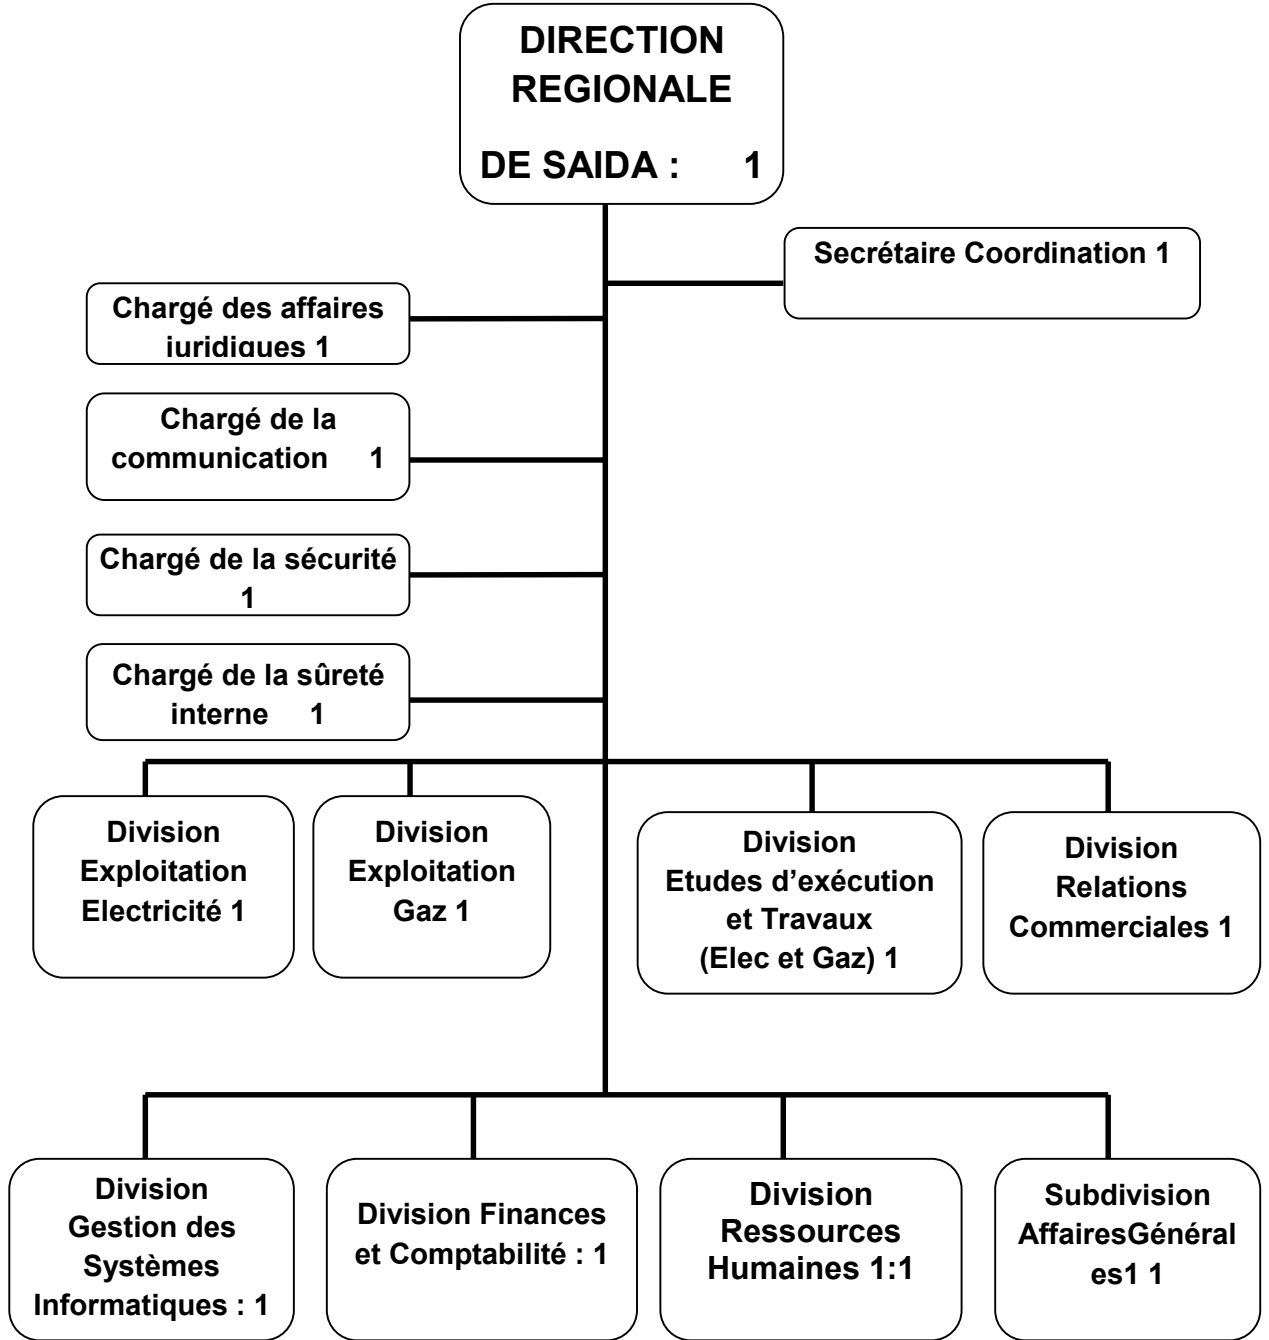 DIRECTION
REGIONALE
DE SAIDA : 1
Secrétaire Coordination 1
Chargé des affaires
juridiques 1
Chargé de la
communication 1
Chargé de la sécurité
1
Chargé de la sûreté
interne 1
Division
Exploitation
Electricité 1
Division
Exploitation
Gaz 1
Division
Etudes d’exécution
et Travaux
(Elec et Gaz) 1
Division
Relations
Commerciales 1
Division
Gestion des
Systèmes
Informatiques : 1
Division Finances
et Comptabilité : 1
Division
Ressources
Humaines 1:1
Subdivision
AffairesGénéral
es1 1